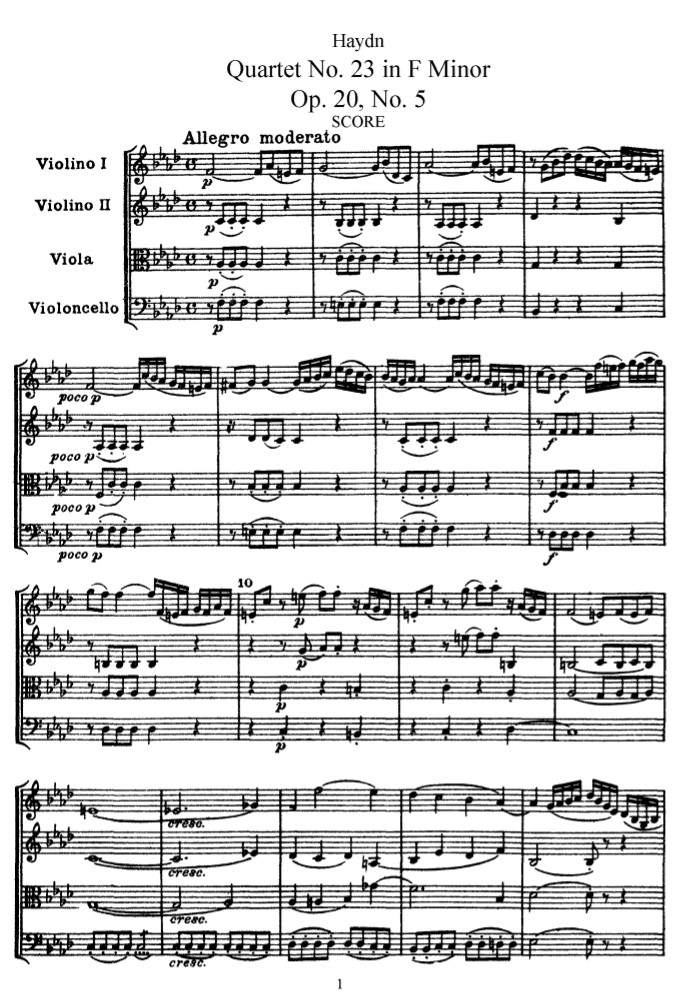 Haydn
Quartet No. 23 in F Minor
Op. 20, No. 5
SCORE
Allegro moderato
Violino I
p
Violino II
p
Viola
p
Violoncello
p
poco p
f
poco p
f
poco p
f
poco p
f
10
p
p
p
p
cresc.
cresc.
cresc.
cresc.
1